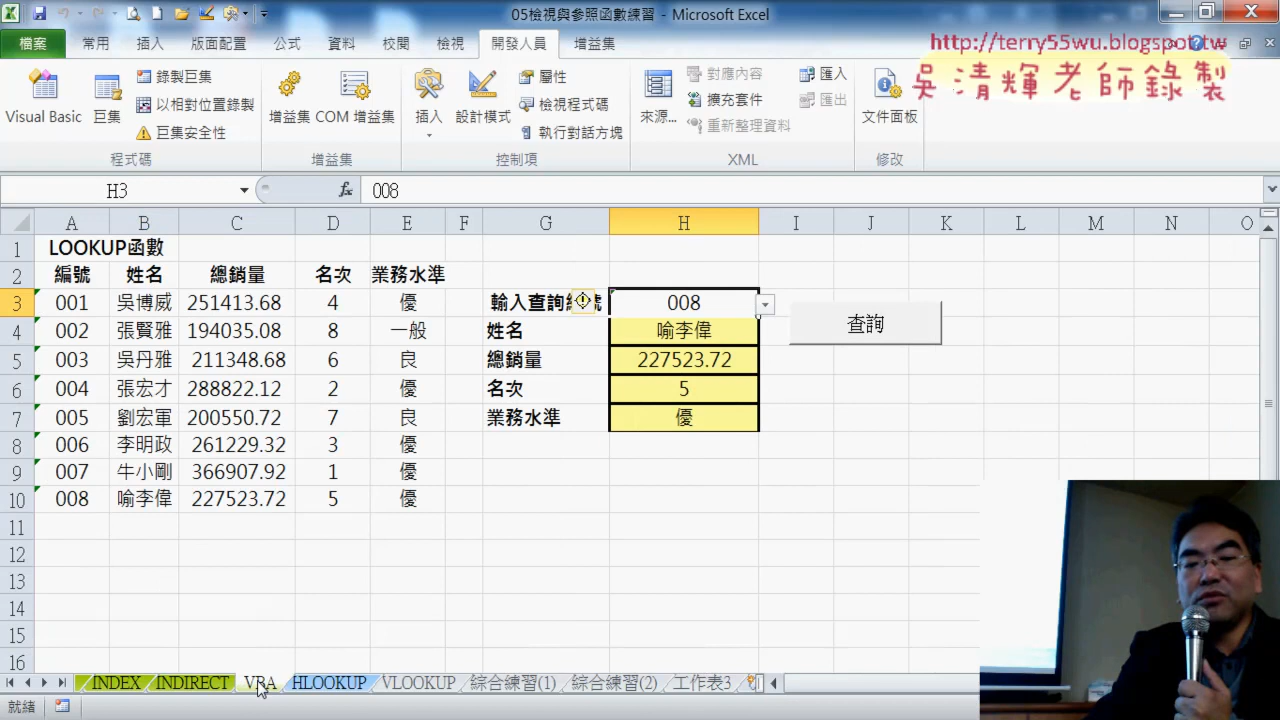 05檢視與參照函數練習 - Microsoft Excel
http://terry55wu.blogspot.tw
吳清輝老師錄製
檔案 常用 插入 版面配置 公式 資料 校閱 檢視 開發人員 增益集
Visual Basic 巨集 錄製巨集 以相對位置錄製 巨集安全性
增益集 COM 增益集
插入 設計模式 屬性 檢視程式碼 執行對話方塊
來源... 對應內容 擴充套件 重新整理資料 匯入 匯出
文件面板
程式碼 增益集 控制項 XML 修改
H3 fx 008
A B C D E F G H I J K L M N O
1 LOOKUP函數
2 編號 姓名 總銷量 名次 業務水準
3 001 吳博威 251413.68 4 優 輸入查詢編號 008
4 002 張賢雅 194035.08 8 一般 姓名 喻李偉
5 003 吳丹雅 211348.68 6 良 總銷量 227523.72
6 004 張宏才 288822.12 2 優 名次 5
7 005 劉宏軍 200550.72 7 良 業務水準 優
8 006 李明政 261229.32 3 優
9 007 牛小剛 366907.92 1 優
10 008 喻李偉 227523.72 5 優
查詢
11
12
13
14
15
16
INDEX INDIRECT VBA HLOOKUP VLOOKUP 綜合練習(1) 綜合練習(2) 工作表3
就緒